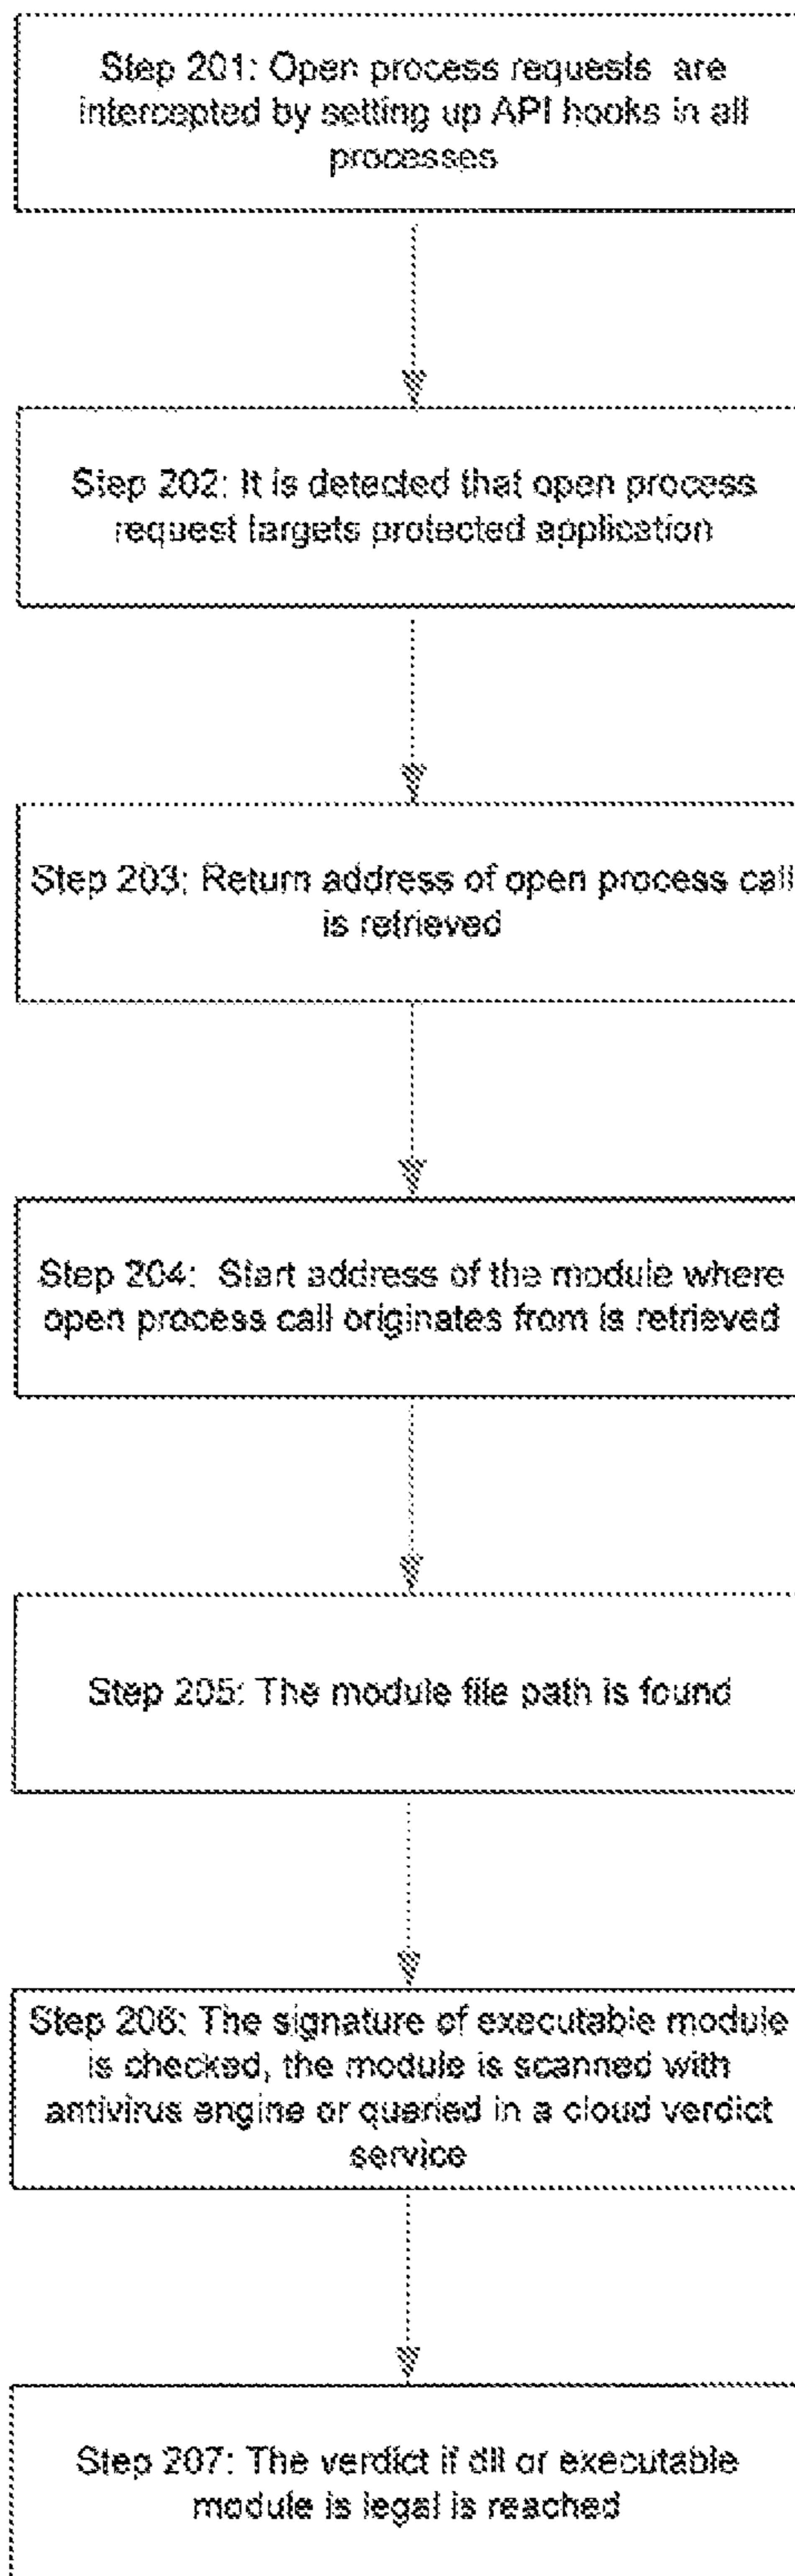 Step 201: Open process requests are
intercepted by setting up API hooks in all
processes
Step 202: It is detected that open process
request targets protected application
Step 203: Return address of open process call
is retrieved
Step 204: Start address of the module where
open process call originates from is retrieved
Step 205: The module file path is found
Step 206: The signature of executable module
is checked, the module is scanned with
antivirus engine or queried in a cloud verdict
service
Step 207: The verdict if dll or executable
module is legal is reached